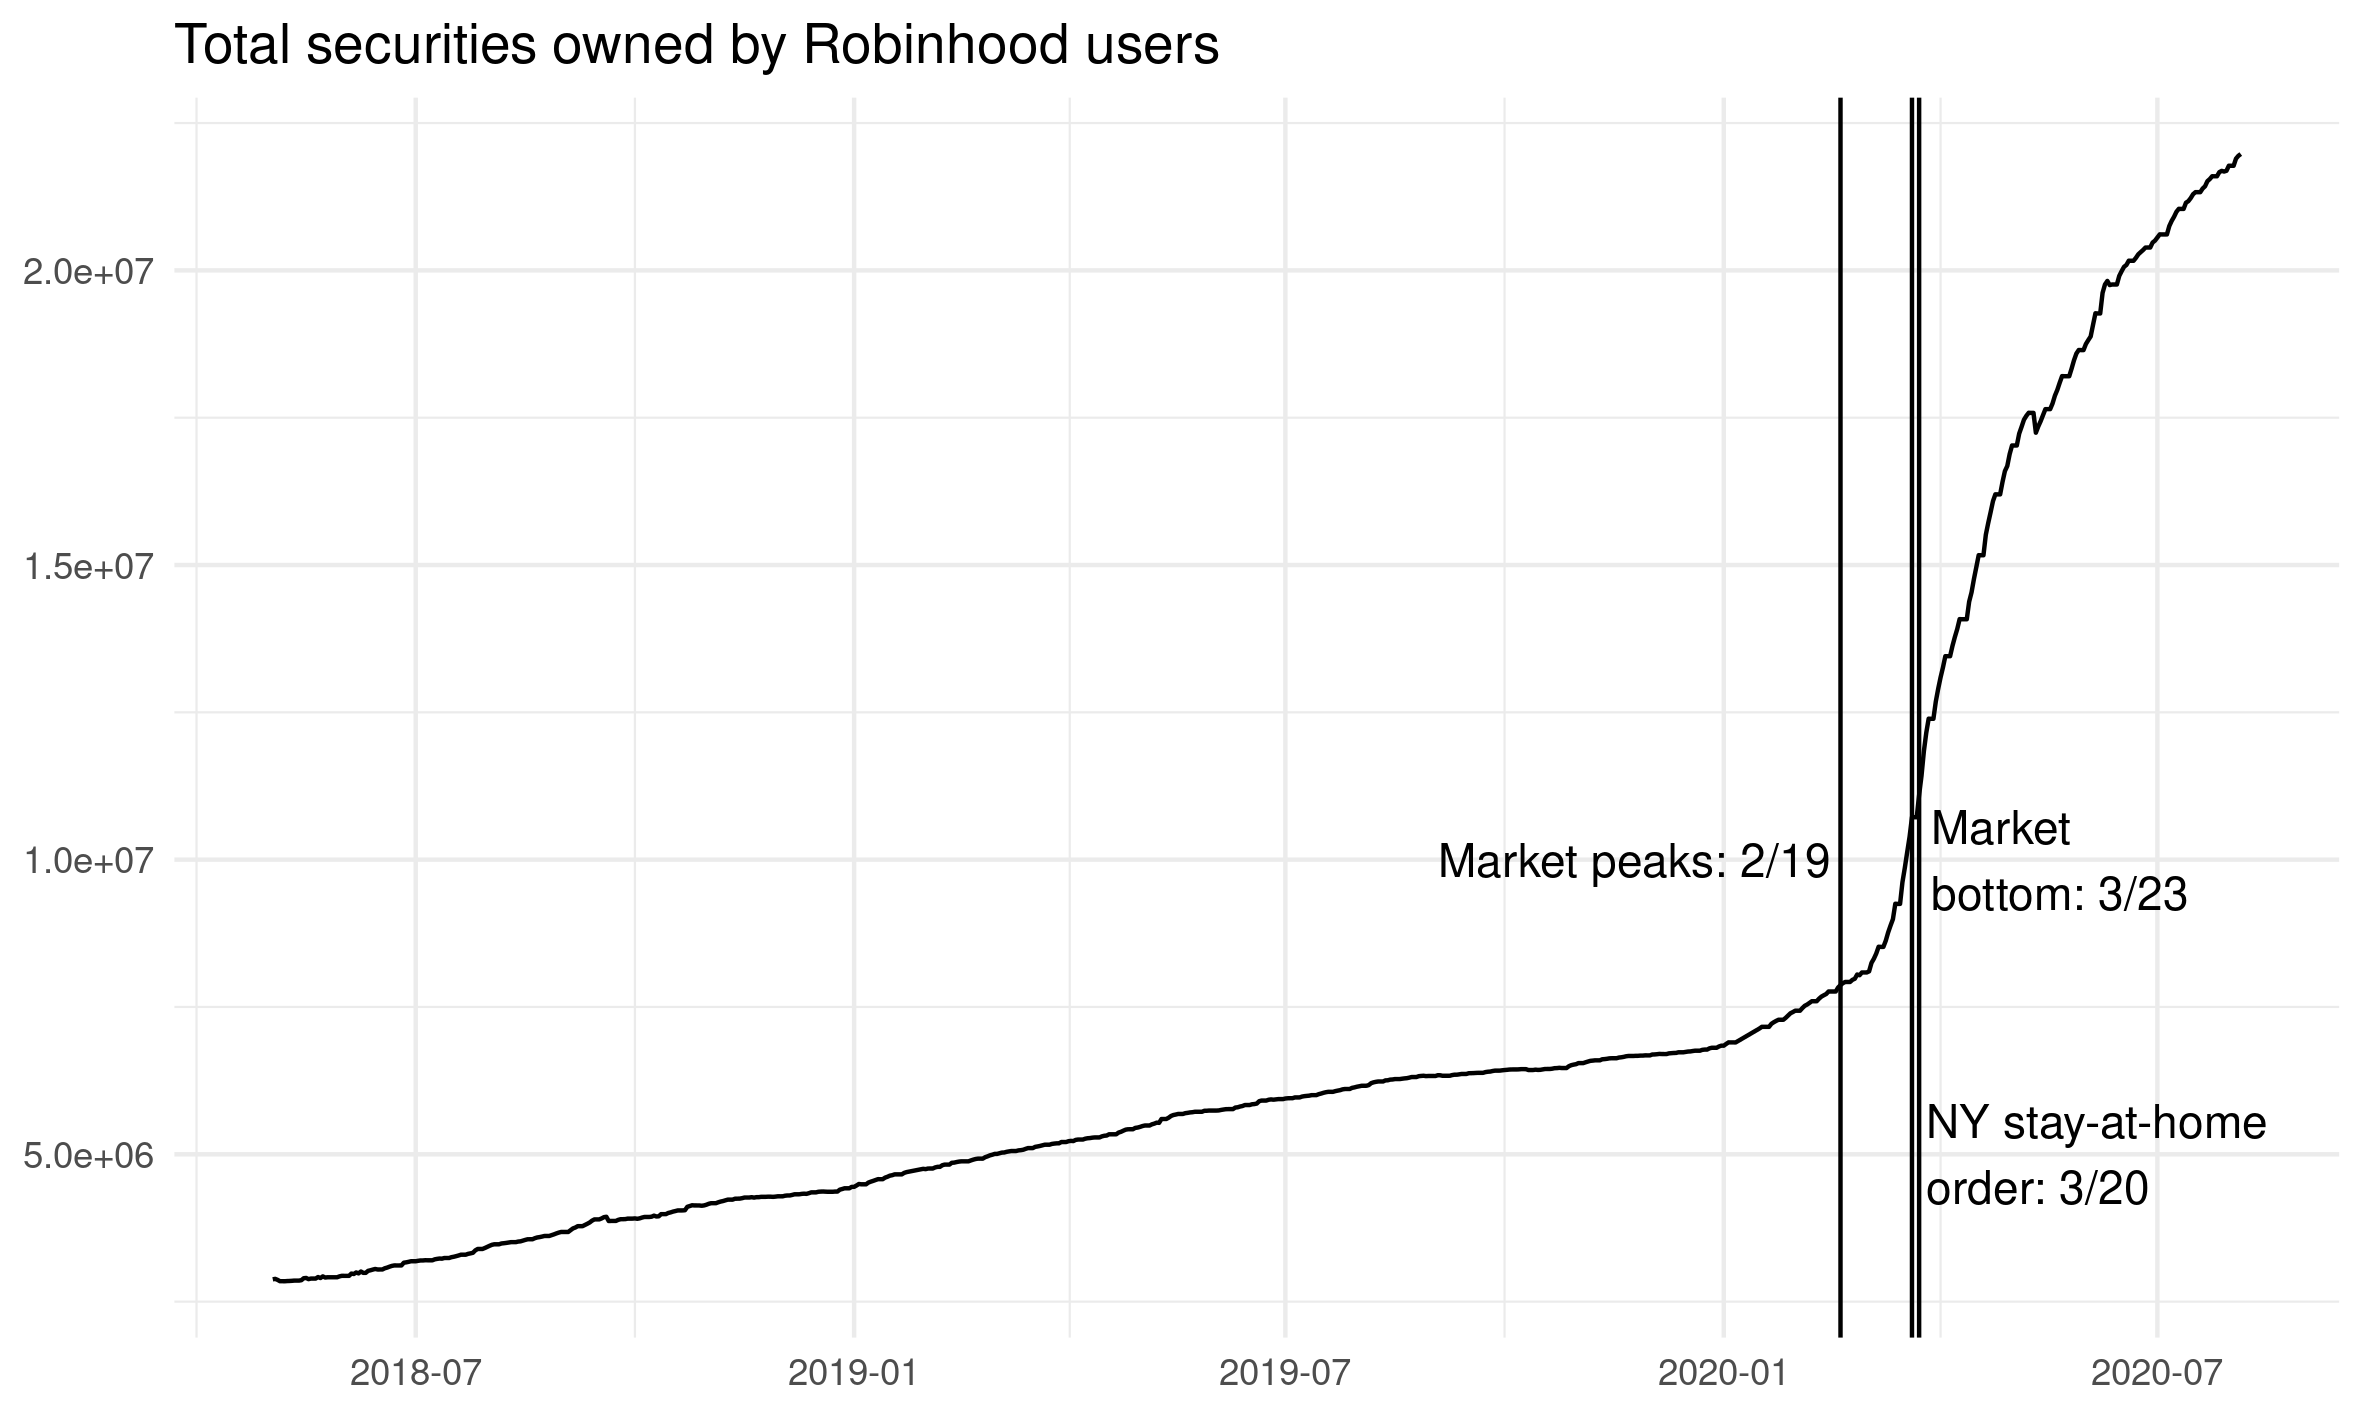 Total securities owned by Robinhood users
2.0e+07
1.5e+07
1.0e+07
5.0e+06
Market peaks: 2/19
Market
bottom: 3/23
NY stay-at-home
order: 3/20
2018-07
2019-01
2019-07
2020-01
2020-07